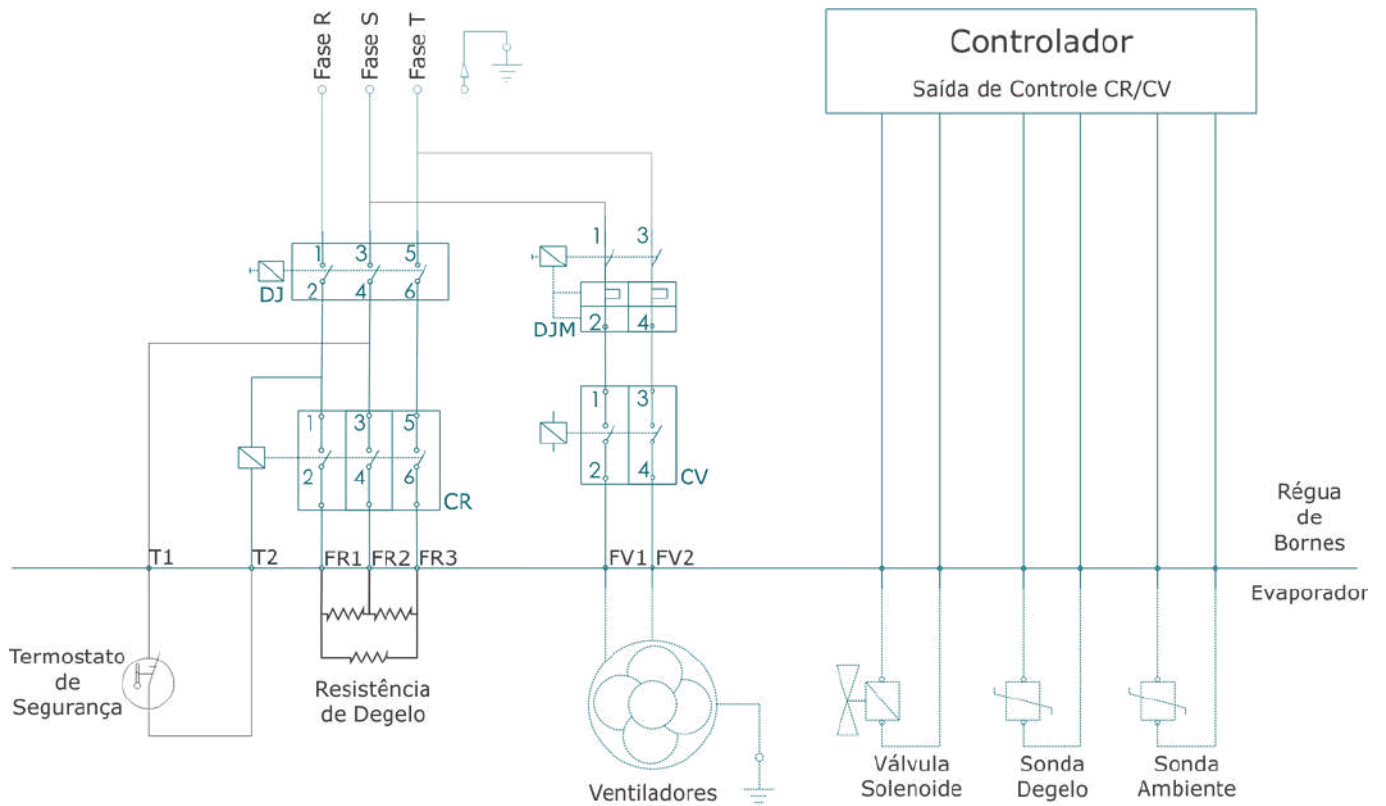 Fase R
Fase S
Fase T
Controlador
Saída de Controle CR/CV
1 3 5
DJ
2 4 6
1 3
DJM
2 4
1 3 5
2 4 6
CR
1 3
2 4
CV
Régua
de
Bornes
T1 T2 FR1 FR2 FR3 FV1 FV2
Evaporador
Termostato
de
Segurança
Resistência
de Degelo
Ventiladores
Válvula
Solenoide
Sonda
Degelo
Sonda
Ambiente